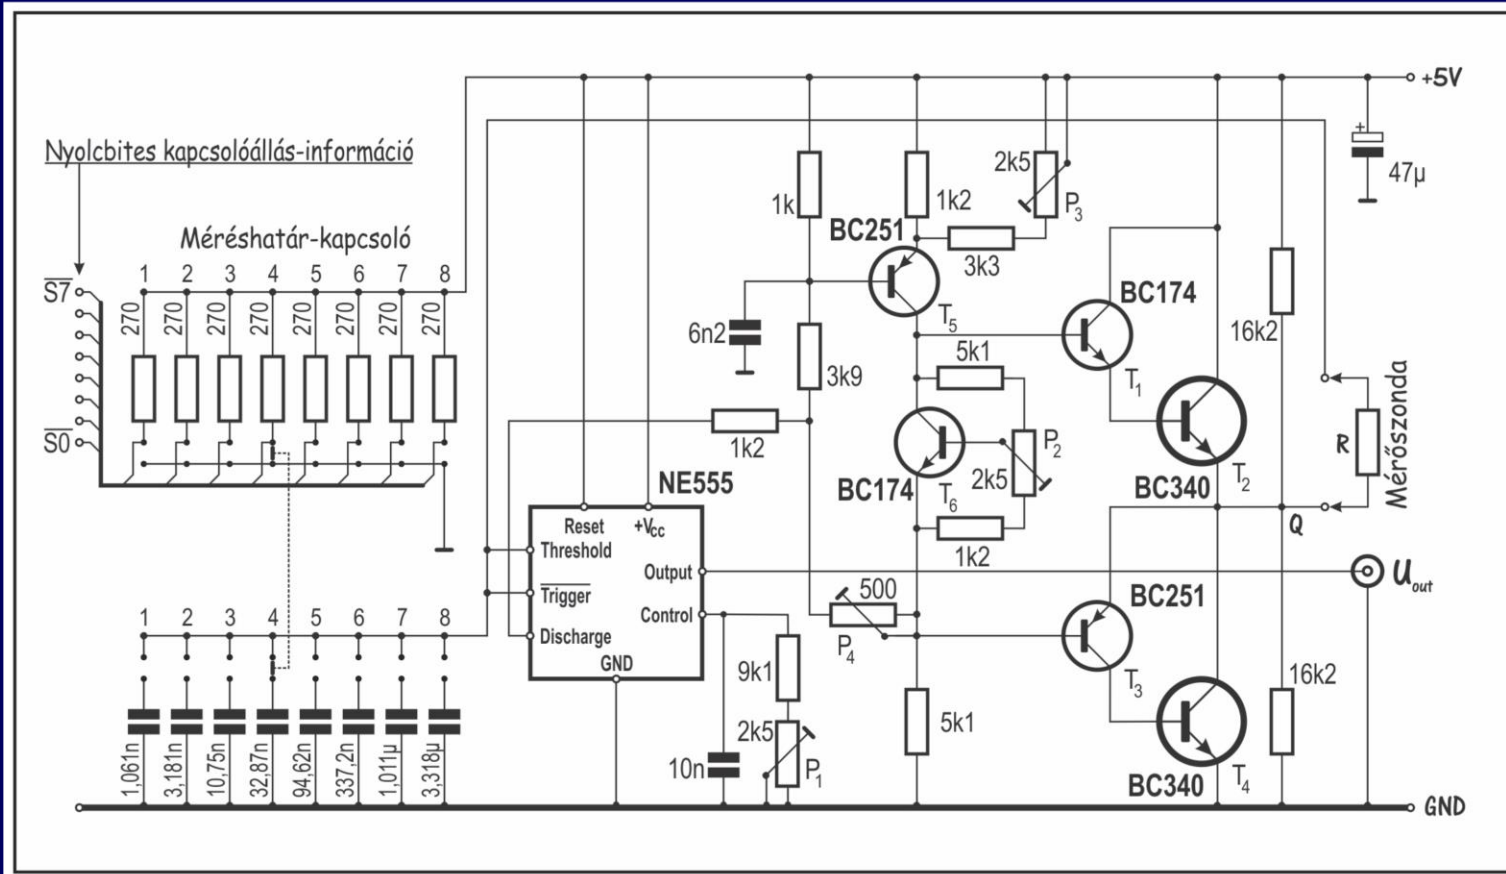 +5V
Nyolcbites kapcsolóállás-információ
Méréshatár-kapcsoló
1 2 3 4 5 6 7 8
S̅7̅
S̅0̅
270 270 270 270 270 270 270 270
1k
1k2
2k5
P3
BC251
3k3
T5
6n2
3k9
5k1
1k2
BC174
T1
16k2
+
47µ
BC174
T6
P2
2k5
1k2
BC340
T2
R
Mérőszonda
Q
NE555
Reset
+VCC
Threshold
T̅r̅i̅g̅g̅e̅r̅
Discharge
Output
Control
GND
Uout
500
P4
BC251
T3
1 2 3 4 5 6 7 8
9k1
2k5
P1
10n
5k1
16k2
BC340
T4
1,061n 3,181n 10,75n 32,87n 94,62n 337,2n 1,011µ 3,318µ
GND